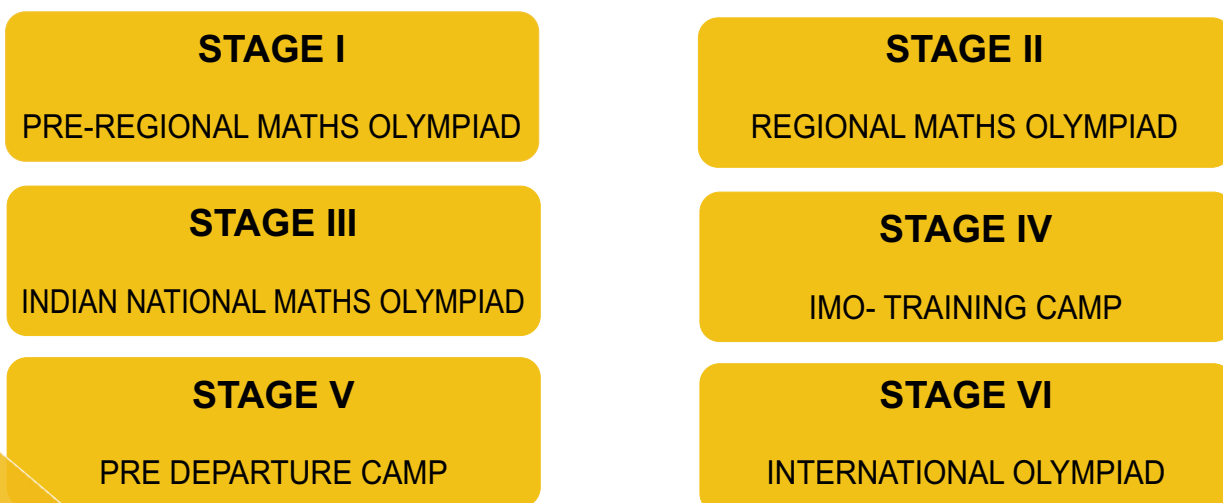 STAGE I
PRE-REGIONAL MATHS OLYMPIAD
STAGE II
REGIONAL MATHS OLYMPIAD
STAGE III
INDIAN NATIONAL MATHS OLYMPIAD
STAGE IV
IMO- TRAINING CAMP
STAGE V
PRE DEPARTURE CAMP
STAGE VI
INTERNATIONAL OLYMPIAD